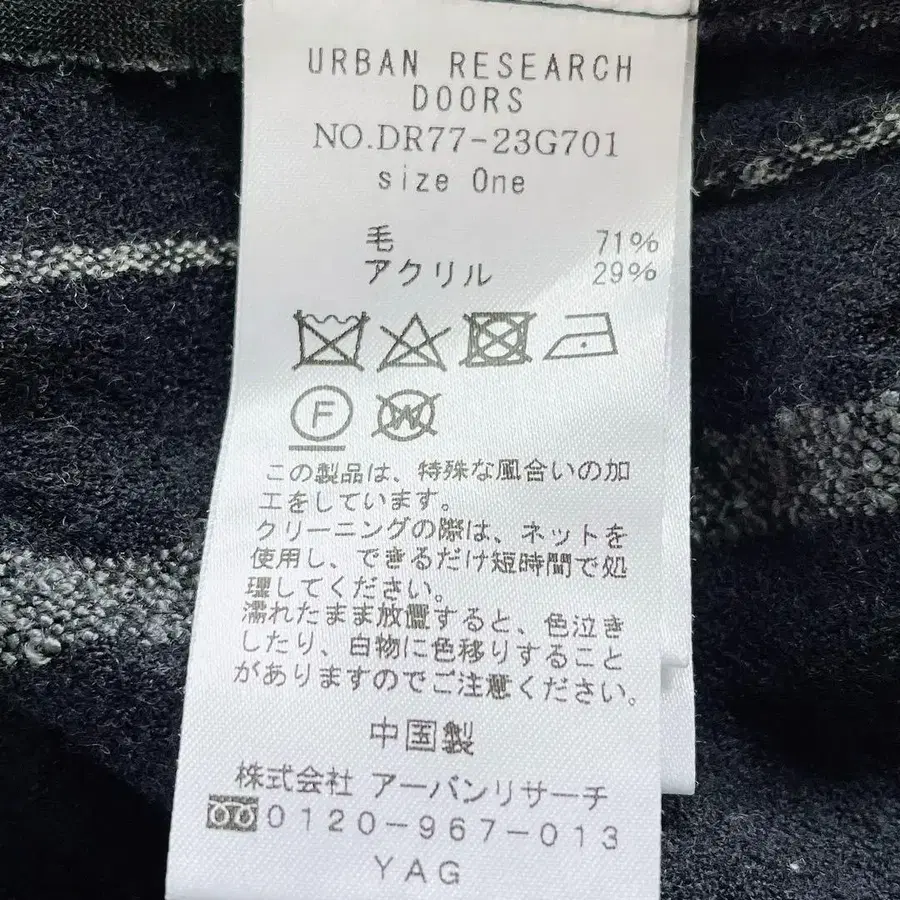 URBAN RESEARCH
DOORS
NO.DR77-23G701
size One
毛 71%
アクリル 29%
F
W
この製品は、特殊な風合いの加
工をしています。
クリーニングの際は、ネットを
使用し、できるだけ短時間で処
理してください。
濡れたまま放置すると、色泣き
したり、白物に色移りすること
がありますのでご注意ください。
中国製
株式会社 アーバンリサーチ
0120-967-013
YAG